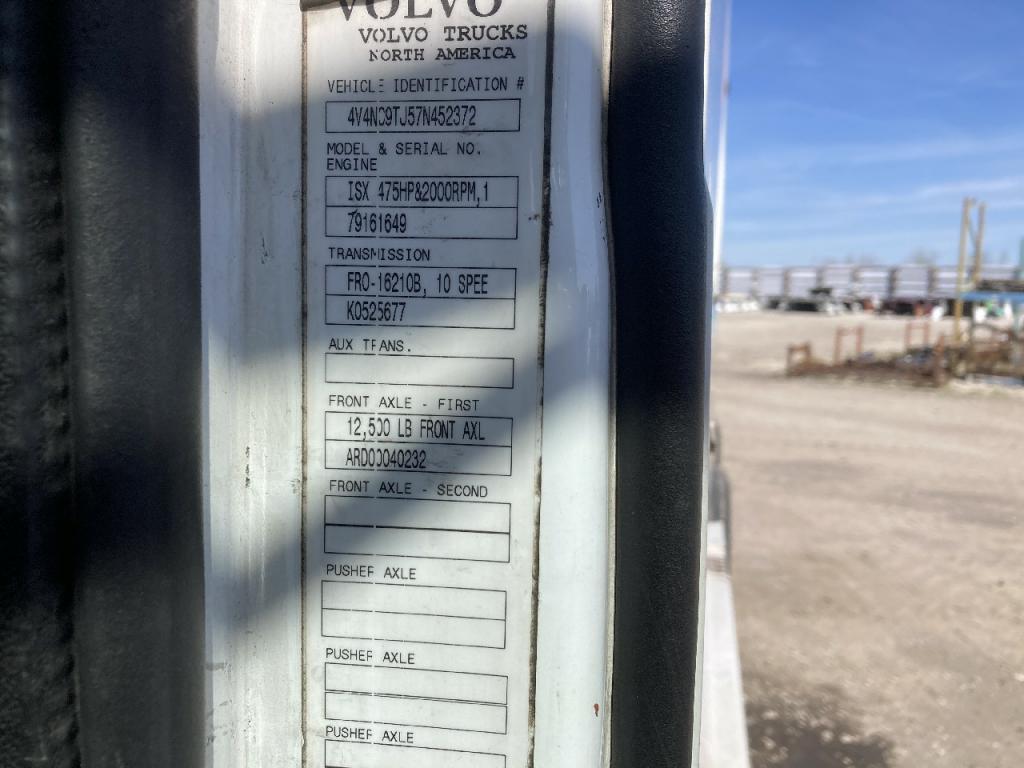 VOLVO
VOLVO TRUCKS
NORTH AMERICA
VEHICLE IDENTIFICATION #
4V4NC9TJ57N452372
MODEL & SERIAL NO.
ENGINE
ISX 475HP&2000RPM,1
79161649
TRANSMISSION
FRO-16210B, 10 SPEE
K0525677
AUX TRANS.
FRONT AXLE - FIRST
12,500 LB FRONT AXL
ARD00040232
FRONT AXLE - SECOND
PUSHER AXLE
PUSHER AXLE
PUSHER AXLE